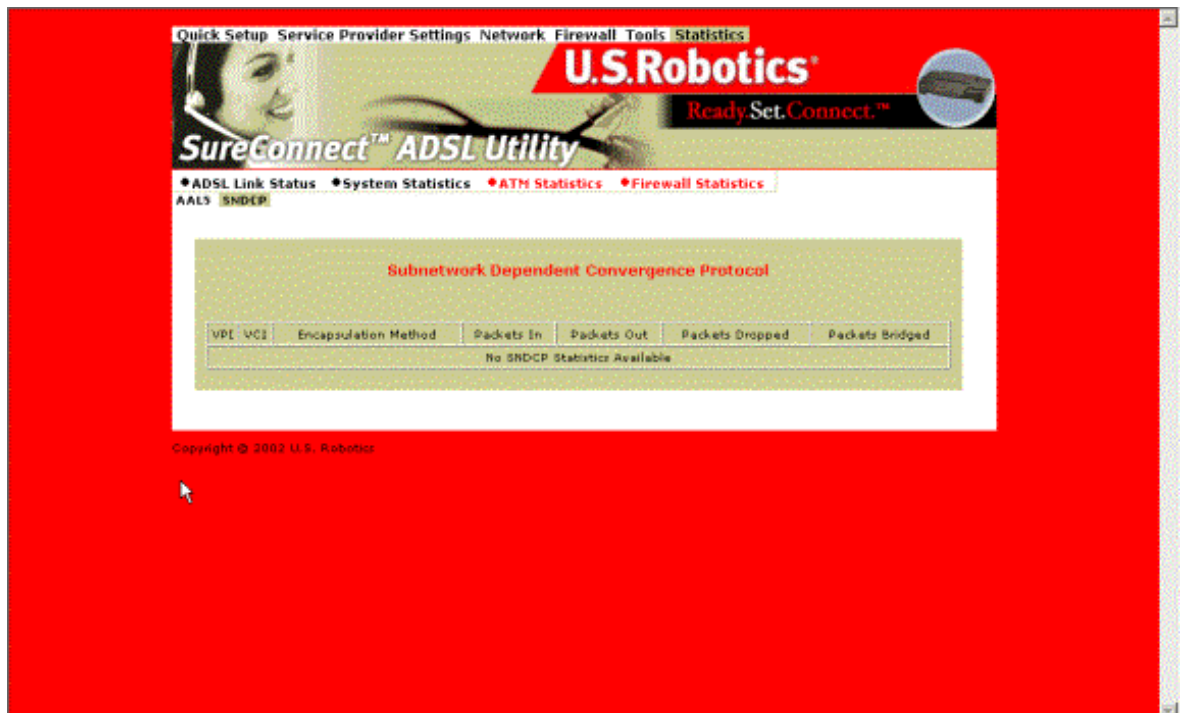 Quick Setup Service Provider Settings Network Firewall Tools Statistics
U.S.Robotics®
Ready.Set.Connect.™
SureConnect™ ADSL Utility
•ADSL Link Status •System Statistics •ATM Statistics •Firewall Statistics
AAL5 SNDCP
Subnetwork Dependent Convergence Protocol
VPI VCI Encapsulation Method Packets In Packets Out Packets Dropped Packets Bridged
No SNDCP Statistics Available
Copyright @ 2002 U.S. Robotics